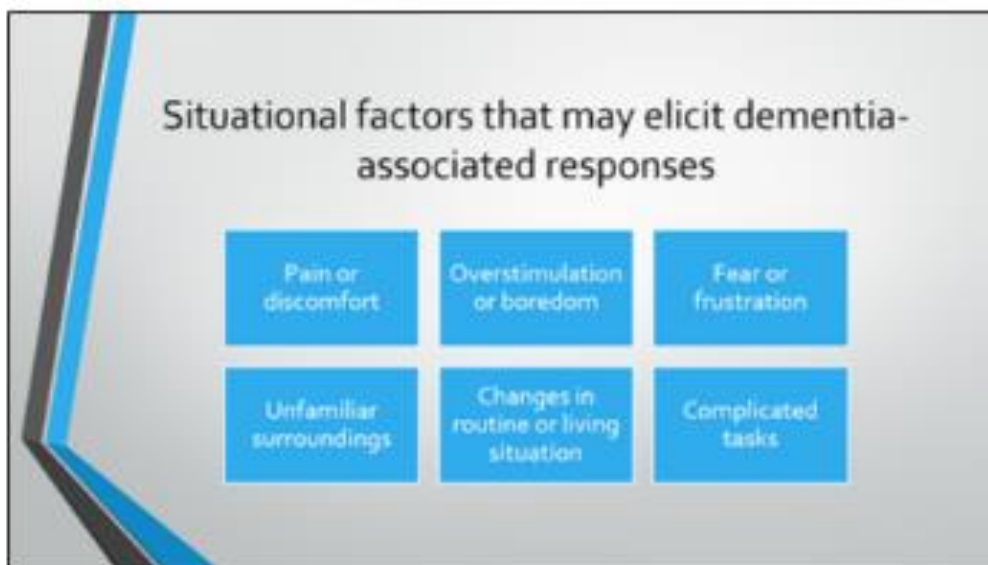 Situational factors that may elicit dementia-
associated responses
Pain or
discomfort
Overstimulation
or boredom
Fear or
frustration
Unfamiliar
surroundings
Changes in
routine or living
situation
Complicated
tasks